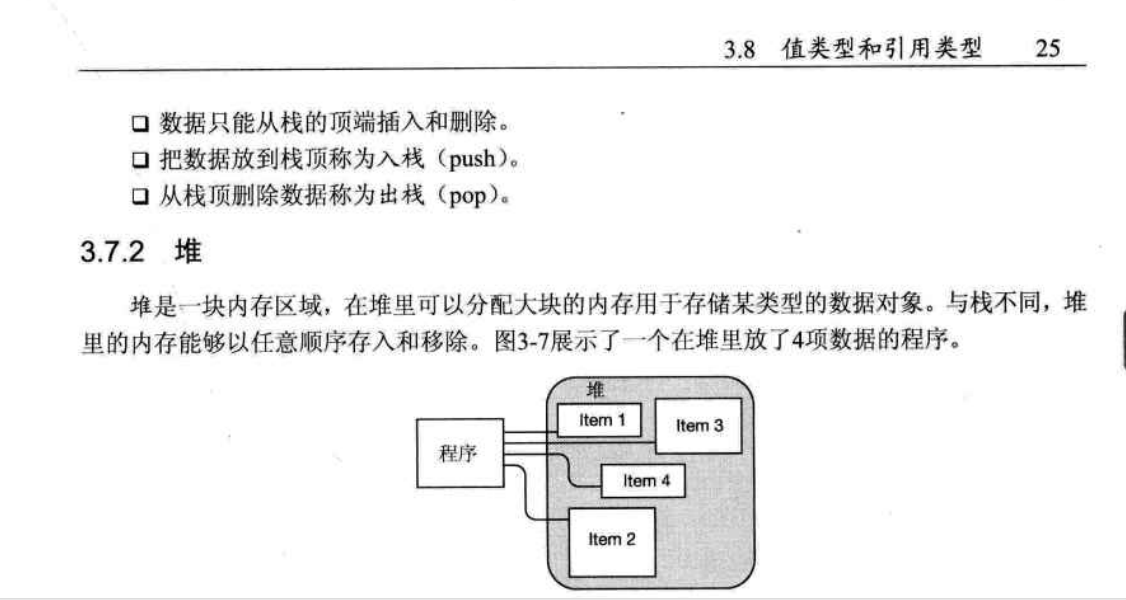 3.8 值类型和引用类型 25
❑ 数据只能从栈的顶端插入和删除。
❑ 把数据放到栈顶称为入栈（push）。
❑ 从栈顶删除数据称为出栈（pop）。
3.7.2 堆
堆是一块内存区域，在堆里可以分配大块的内存用于存储某类型的数据对象。与栈不同，堆
里的内存能够以任意顺序存入和移除。图3-7展示了一个在堆里放了4项数据的程序。
堆
Item 1
Item 3
程序
Item 4
Item 2